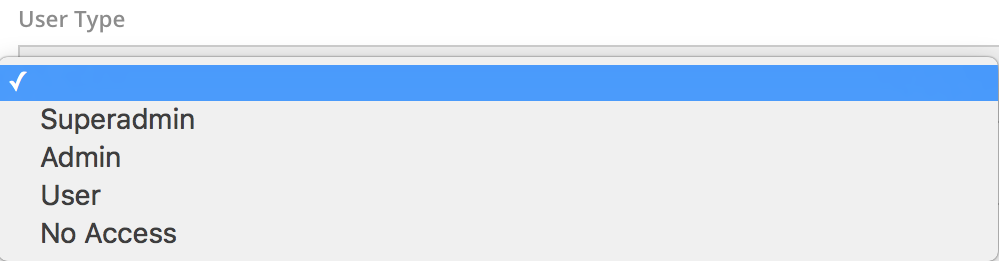 User Type
✓
Superadmin
Admin
User
No Access